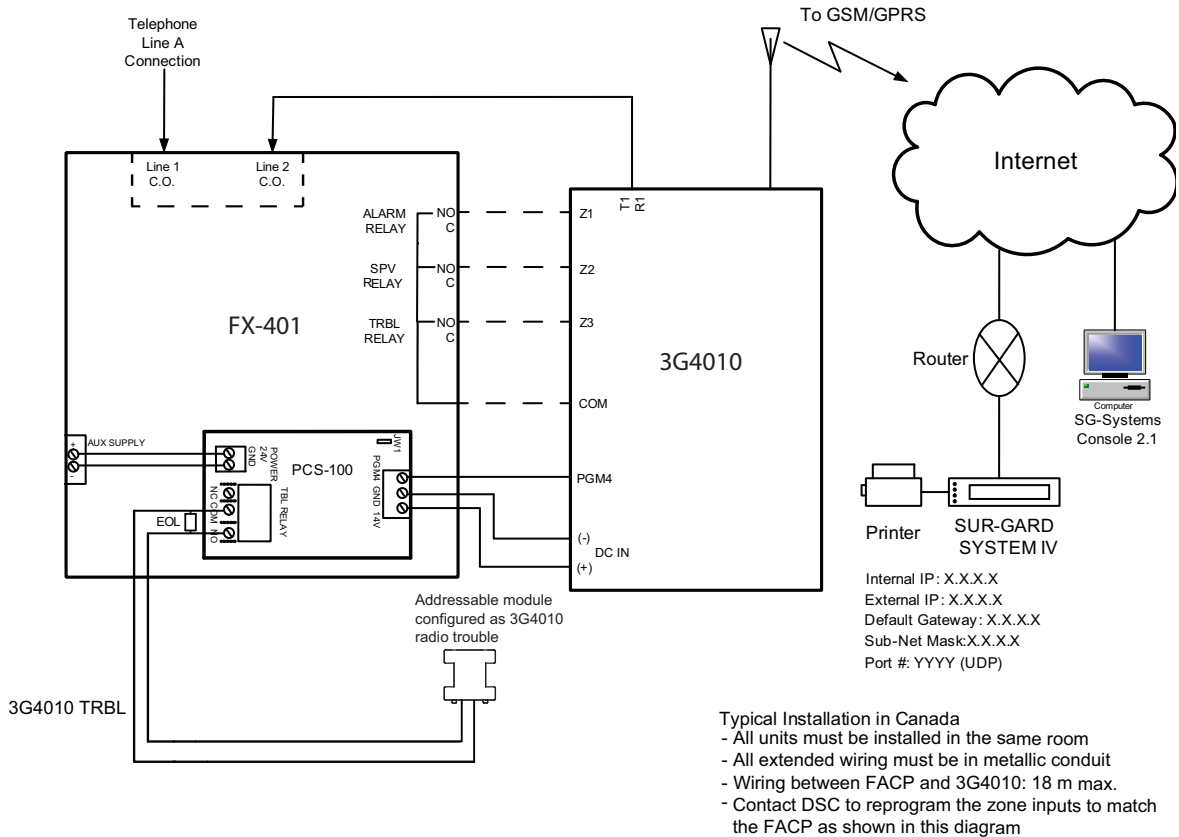 Telephone
Line A
Connection
To GSM/GPRS
Line 1
C.O.
Line 2
C.O.
Internet
T1
R1
ALARM
RELAY
NO
C
Z1
SPV
RELAY
NO
C
Z2
FX-401
TRBL
RELAY
NO
C
Z3
3G4010
COM
Router
Computer
SG-Systems
Console 2.1
+
-
AUX SUPPLY
POWER
24V
GND
PCS-100
JW1
PGM4 GND 14V
TBL RELAY
NC COM NO
EOL
PGM4
(-)
DC IN
(+)
Printer
SUR-GARD
SYSTEM IV
Internal IP: X.X.X.X
External IP: X.X.X.X
Default Gateway: X.X.X.X
Sub-Net Mask:X.X.X.X
Port #: YYYY (UDP)
Addressable module
configured as 3G4010
radio trouble
3G4010 TRBL
Typical Installation in Canada
- All units must be installed in the same room
- All extended wiring must be in metallic conduit
- Wiring between FACP and 3G4010: 18 m max.
- Contact DSC to reprogram the zone inputs to match
the FACP as shown in this diagram